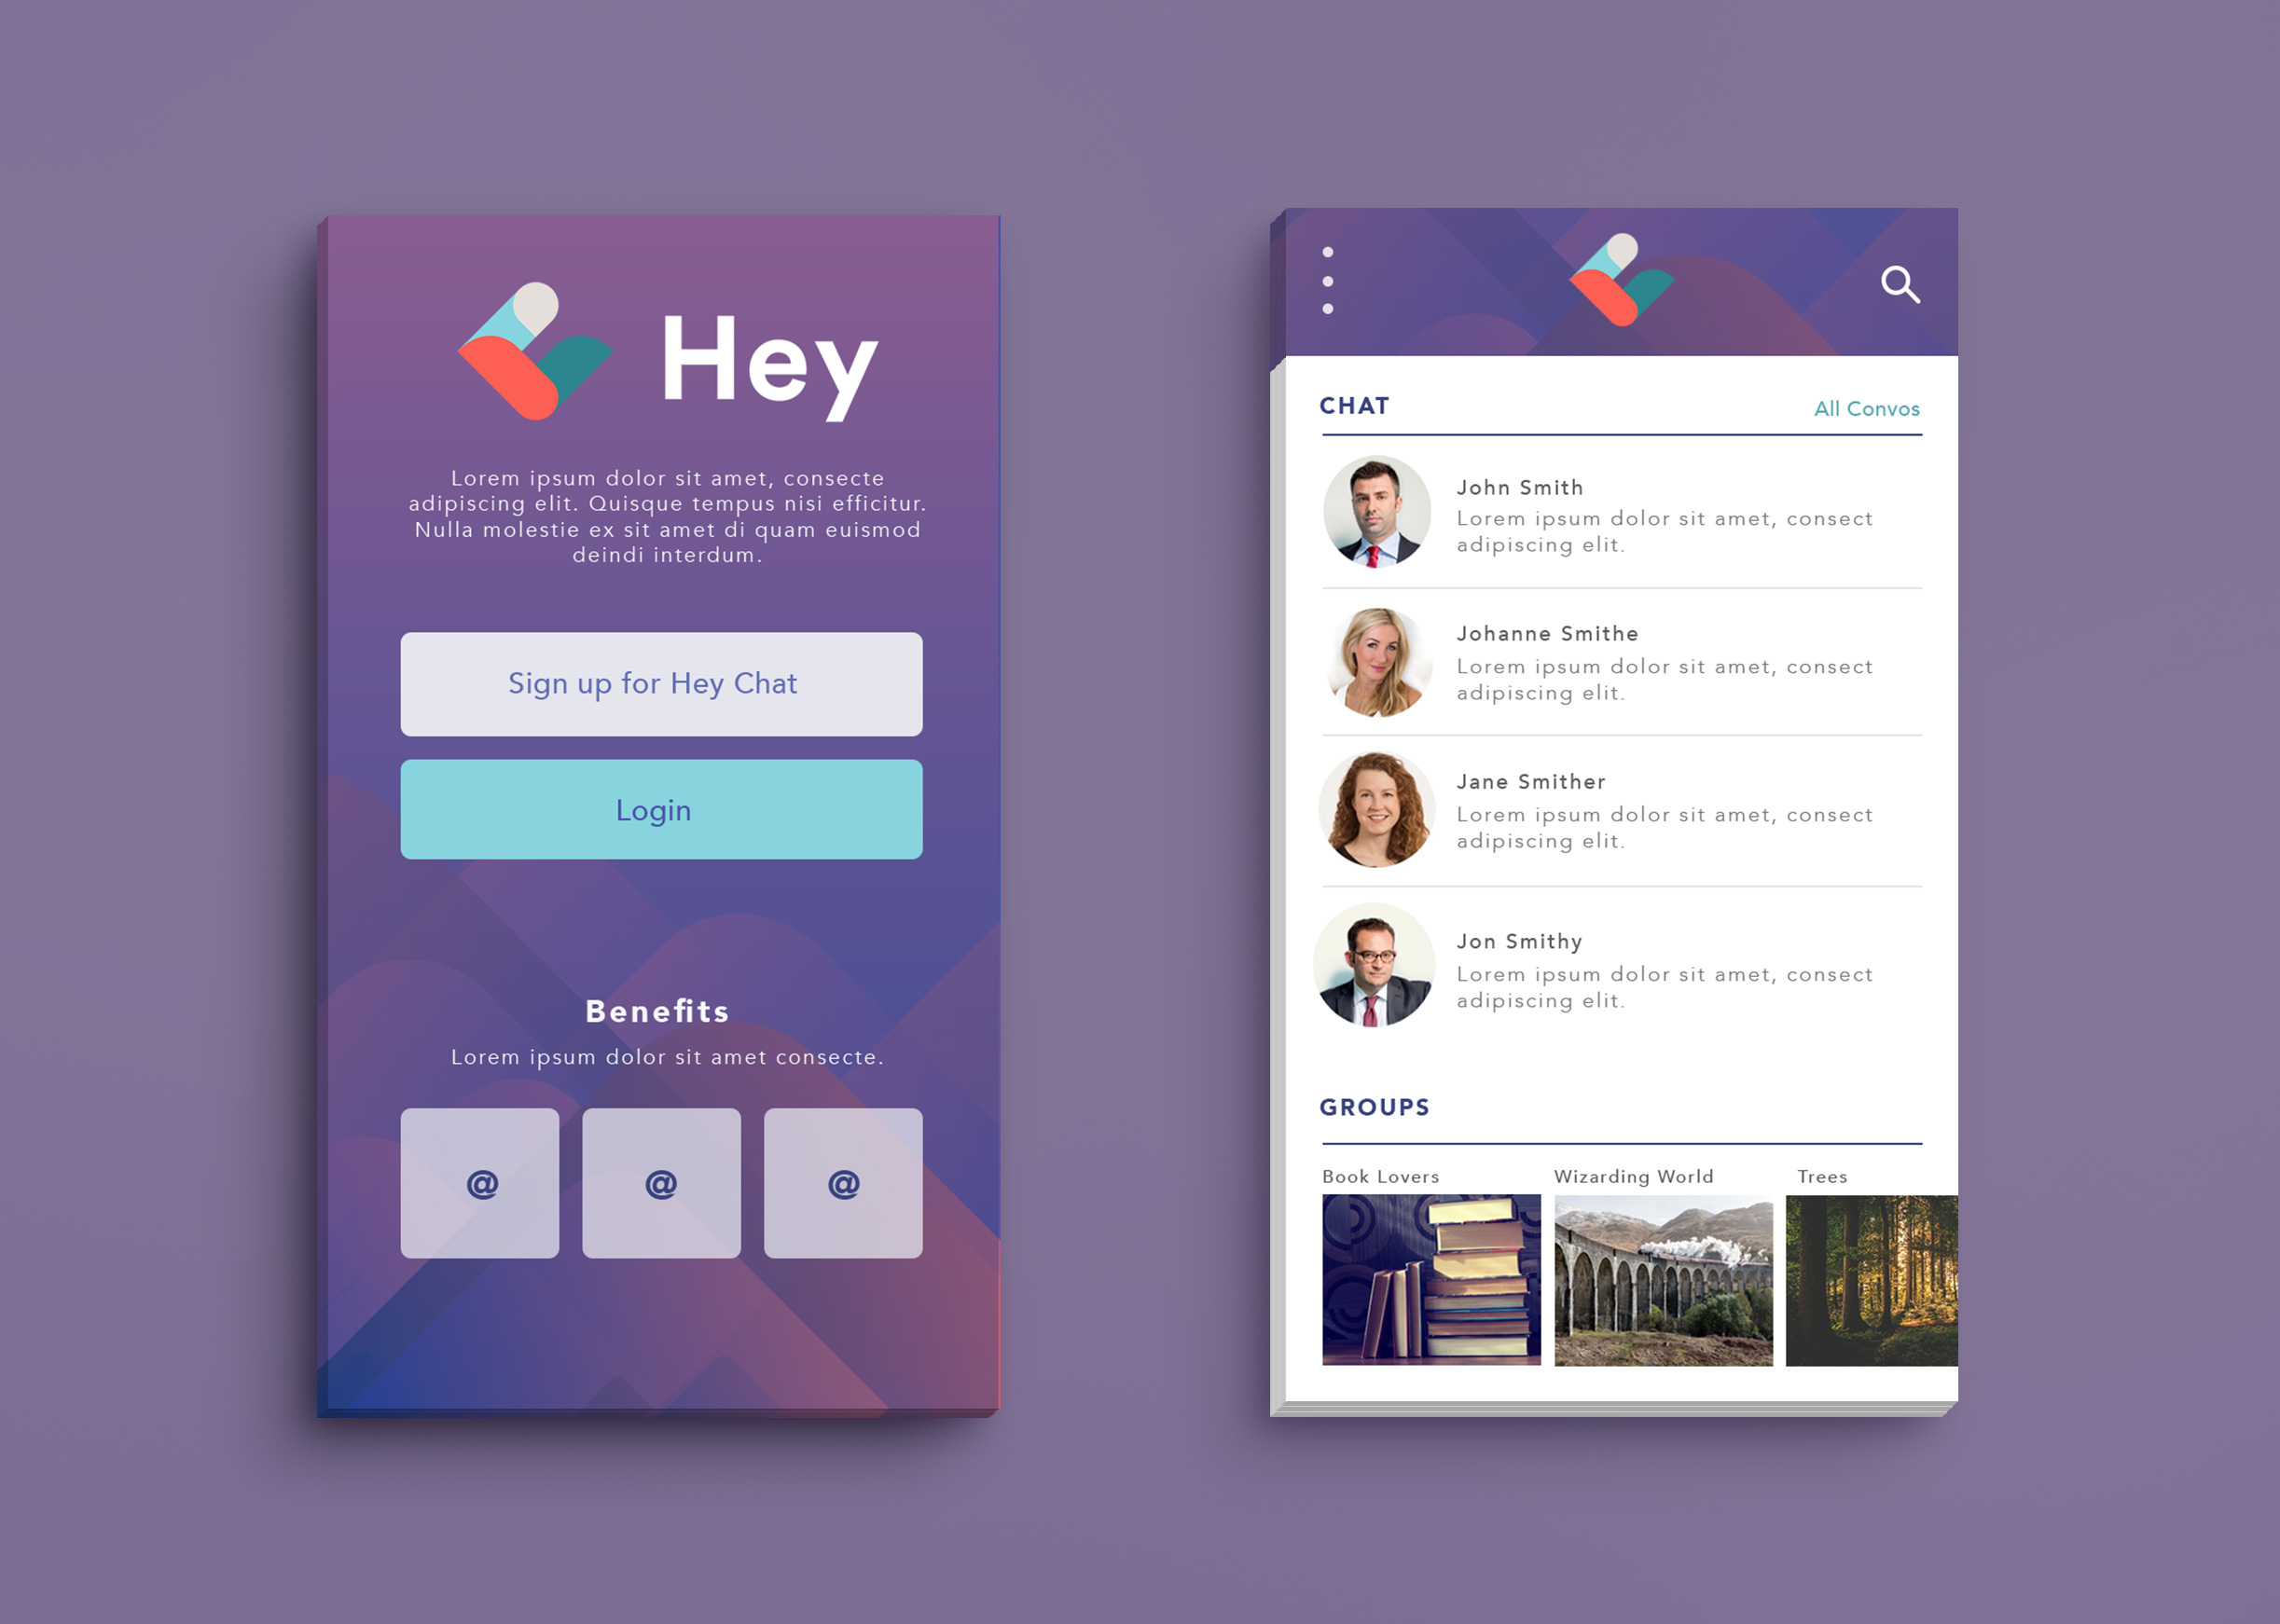 Hey
Lorem ipsum dolor sit amet, consecte
adipiscing elit. Quisque tempus nisi efficitur.
Nulla molestie ex sit amet di quam euismod
deindi interdum.
Sign up for Hey Chat
Login
Benefits
Lorem ipsum dolor sit amet consecte.
@ @ @
CHAT All Convos
John Smith
Lorem ipsum dolor sit amet, consect
adipiscing elit.
Johanne Smithe
Lorem ipsum dolor sit amet, consect
adipiscing elit.
Jane Smither
Lorem ipsum dolor sit amet, consect
adipiscing elit.
Jon Smithy
Lorem ipsum dolor sit amet, consect
adipiscing elit.
GROUPS
Book Lovers Wizarding World Trees